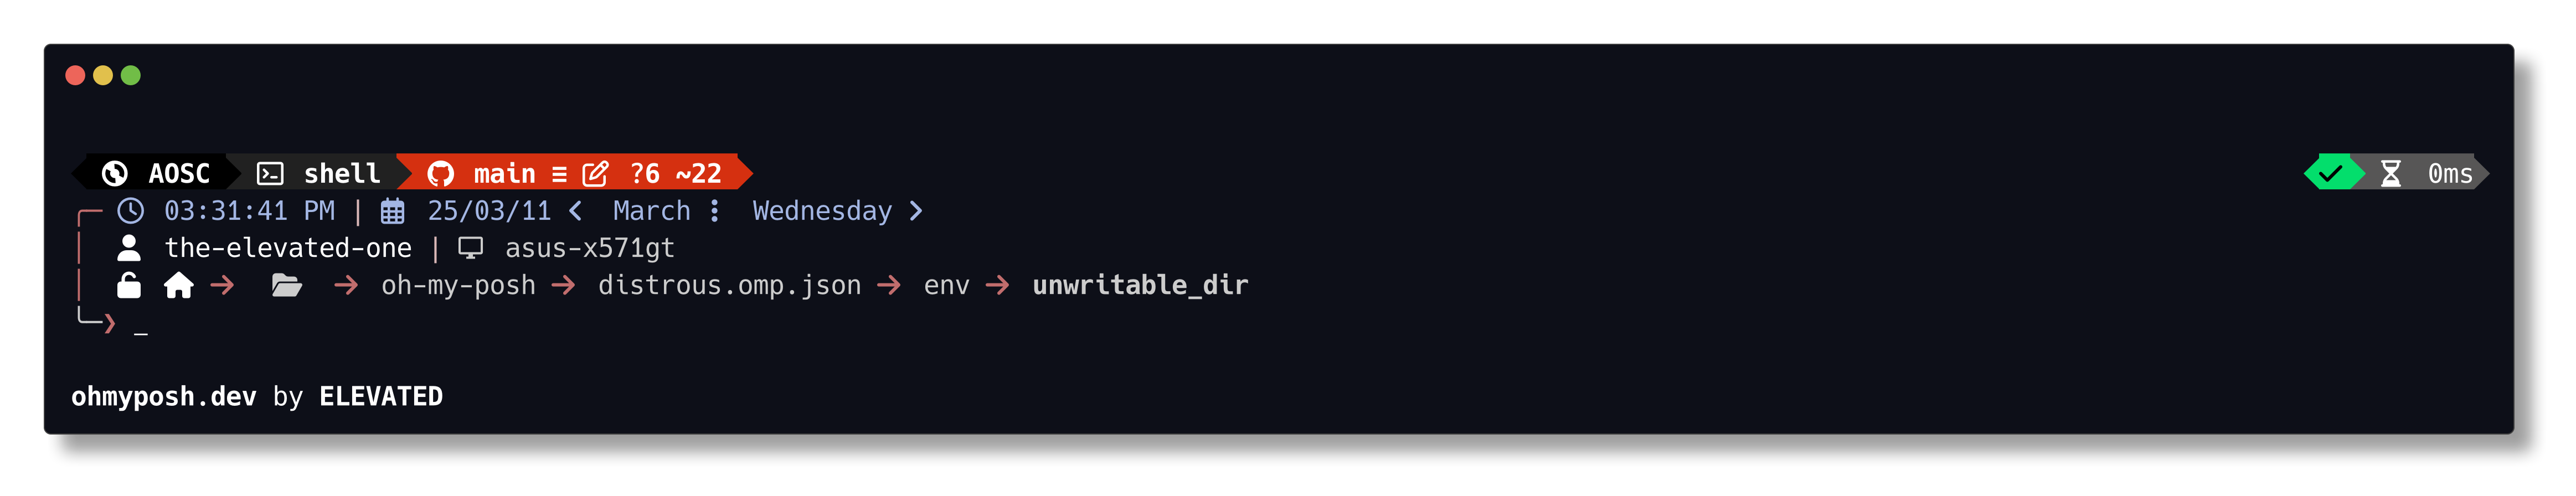 AOSC shell main ≡ ?6 ~22 0ms
03:31:41 PM | 25/03/11 < March ⋮ Wednesday >
the-elevated-one | asus-x571gt
→ → oh-my-posh → distrous.omp.json → env → unwritable_dir
❯ _
ohmyposh.dev by ELEVATED